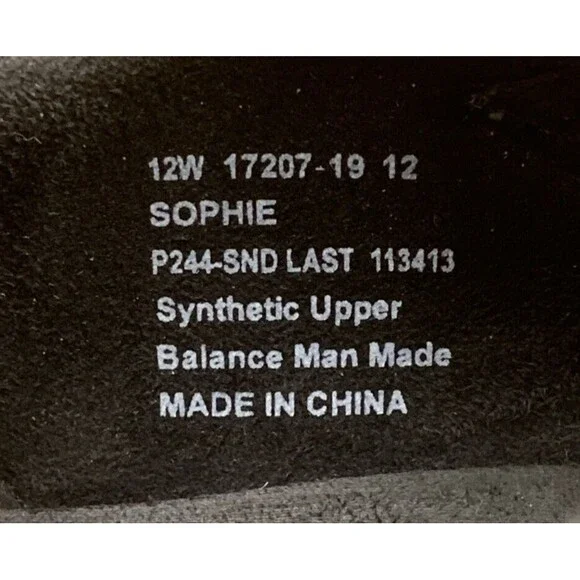 12W 17207-19 12
SOPHIE
P244-SND LAST 113413
Synthetic Upper
Balance Man Made
MADE IN CHINA